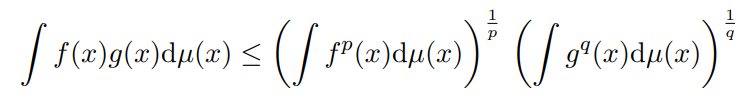 ∫ f(x)g(x)dμ(x) ≤ (∫ f^p(x)dμ(x))^{1/p} (∫ g^q(x)dμ(x))^{1/q}